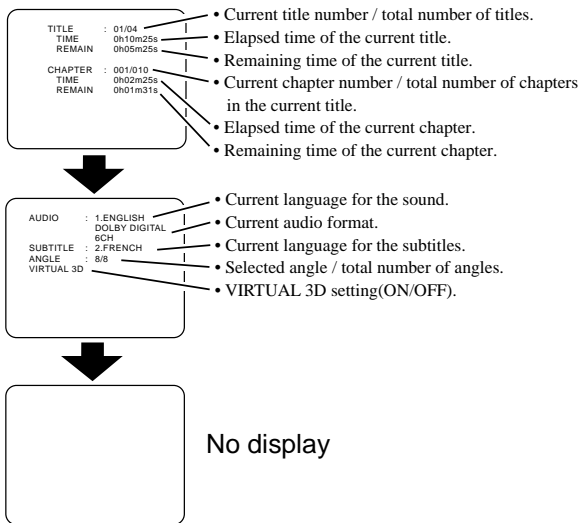 TITLE : 01/04
TIME 0h10m25s
REMAIN 0h05m25s
CHAPTER : 001/010
TIME 0h02m25s
REMAIN 0h01m31s
• Current title number / total number of titles.
• Elapsed time of the current title.
• Remaining time of the current title.
• Current chapter number / total number of chapters
in the current title.
• Elapsed time of the current chapter.
• Remaining time of the current chapter.
AUDIO : 1.ENGLISH
DOLBY DIGITAL
6CH
SUBTITLE : 2.FRENCH
ANGLE : 8/8
VIRTUAL 3D
• Current language for the sound.
• Current audio format.
• Current language for the subtitles.
• Selected angle / total number of angles.
• VIRTUAL 3D setting(ON/OFF).
No display